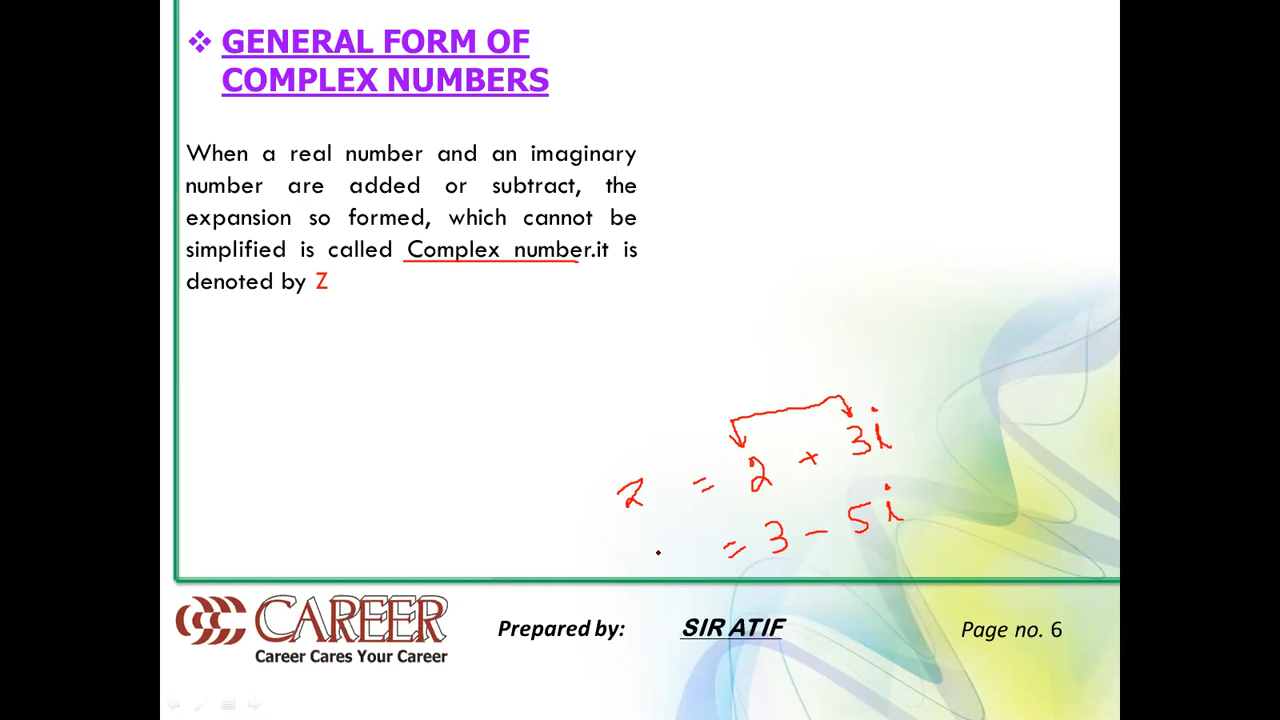 ❖ GENERAL FORM OF
COMPLEX NUMBERS
When a real number and an imaginary
number are added or subtract, the
expansion so formed, which cannot be
simplified is called Complex number.it is
denoted by Z
z = 2 + 3i
= 3 - 5i
CAREER
Career Cares Your Career
Prepared by: SIR ATIF
Page no. 6